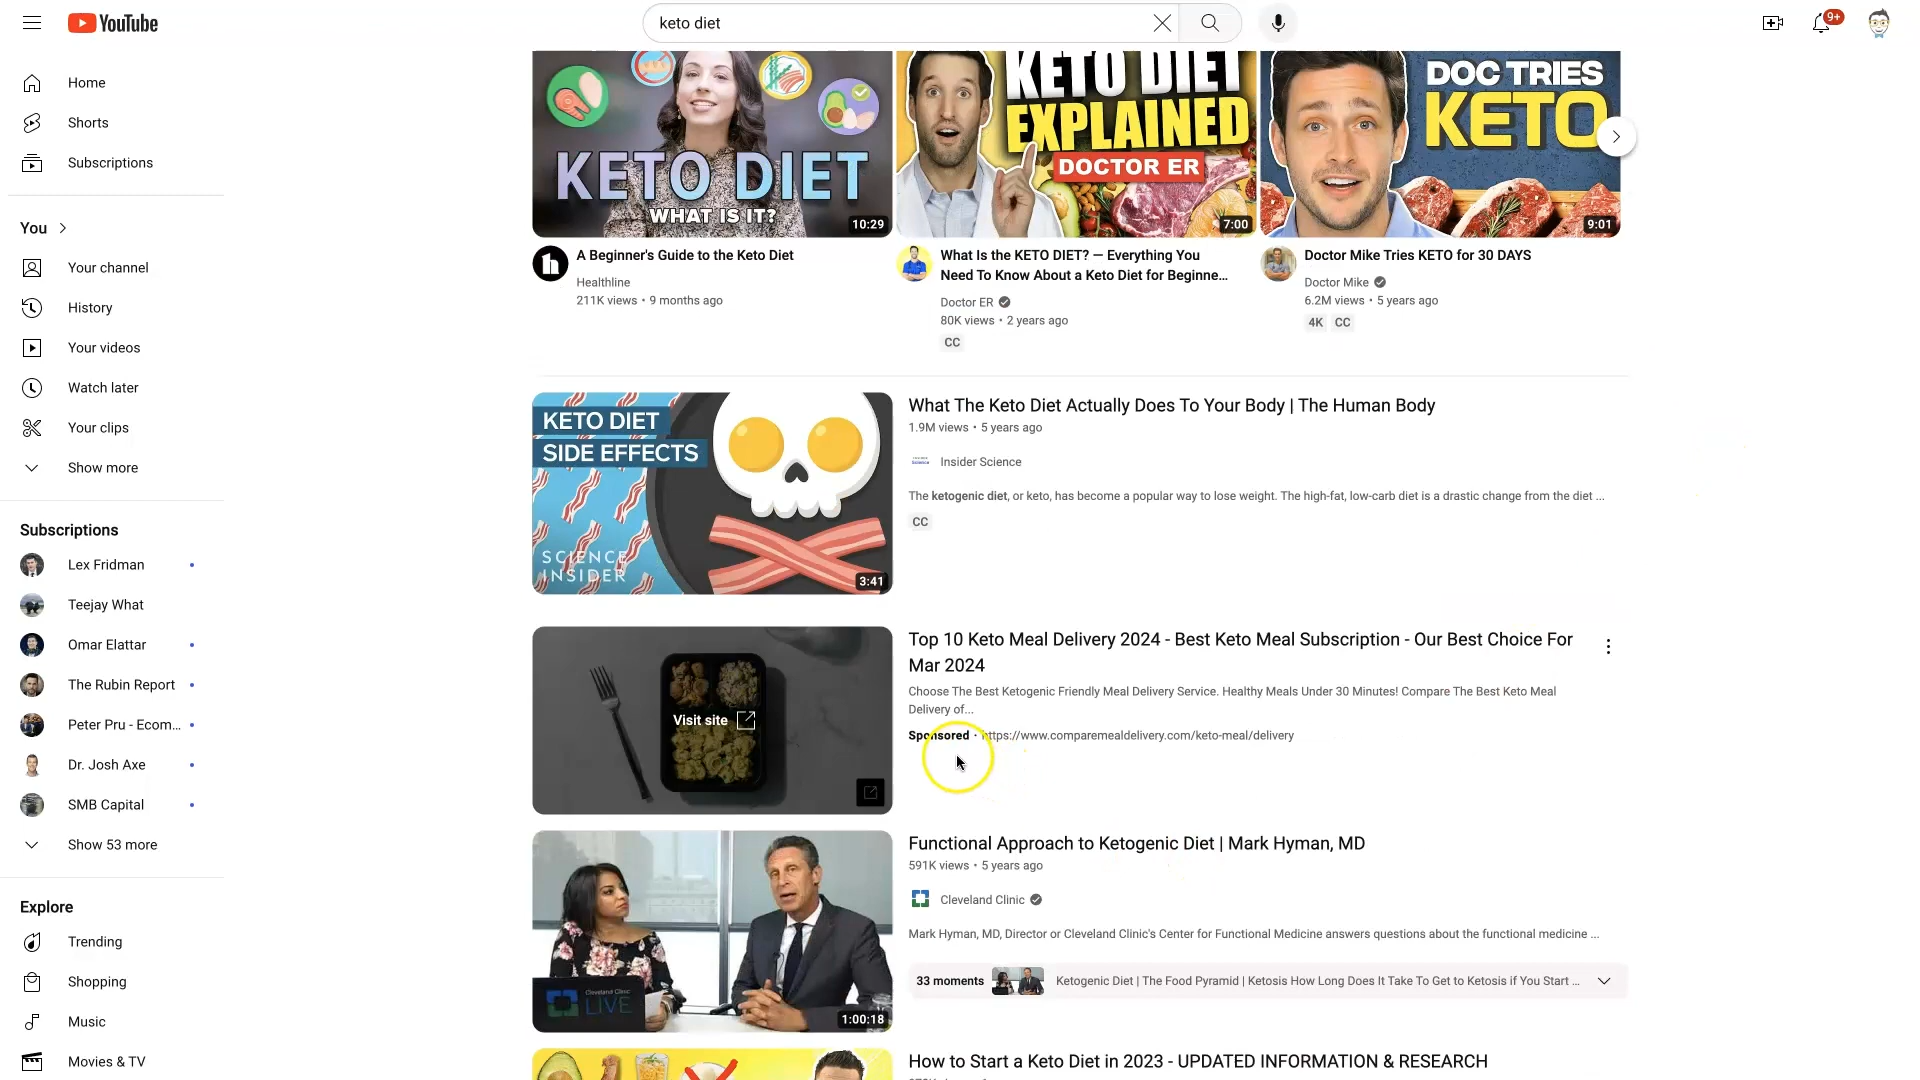 YouTube
keto diet
9+
Home
Shorts
Subscriptions
You
Your channel
History
Your videos
Watch later
Your clips
Show more
Subscriptions
Lex Fridman
Teejay What
Omar Elattar
The Rubin Report
Peter Pru - Ecom...
Dr. Josh Axe
SMB Capital
Show 53 more
Explore
Trending
Shopping
Music
Movies & TV
KETO DIET
WHAT IS IT?
10:29
h
A Beginner's Guide to the Keto Diet
Healthline
211K views • 9 months ago
KETO DIET
EXPLAINED
DOCTOR ER
7:00
What Is the KETO DIET? — Everything You
Need To Know About a Keto Diet for Beginne...
Doctor ER
80K views • 2 years ago
CC
DOC TRIES
KETO
9:01
Doctor Mike Tries KETO for 30 DAYS
Doctor Mike
6.2M views • 5 years ago
4K CC
KETO DIET
SIDE EFFECTS
SCIENCE
INSIDER
3:41
What The Keto Diet Actually Does To Your Body | The Human Body
1.9M views • 5 years ago
Insider Science
The ketogenic diet, or keto, has become a popular way to lose weight. The high-fat, low-carb diet is a drastic change from the diet ...
CC
Visit site
Top 10 Keto Meal Delivery 2024 - Best Keto Meal Subscription - Our Best Choice For
Mar 2024
Choose The Best Ketogenic Friendly Meal Delivery Service. Healthy Meals Under 30 Minutes! Compare The Best Keto Meal
Delivery of...
Sponsored · https://www.comparemealdelivery.com/keto-meal/delivery
Cleveland Clinic
LIVE
1:00:18
Functional Approach to Ketogenic Diet | Mark Hyman, MD
591K views • 5 years ago
Cleveland Clinic
Mark Hyman, MD, Director or Cleveland Clinic's Center for Functional Medicine answers questions about the functional medicine ...
33 moments
Ketogenic Diet | The Food Pyramid | Ketosis How Long Does It Take To Get to Ketosis if You Start ...
How to Start a Keto Diet in 2023 - UPDATED INFORMATION & RESEARCH